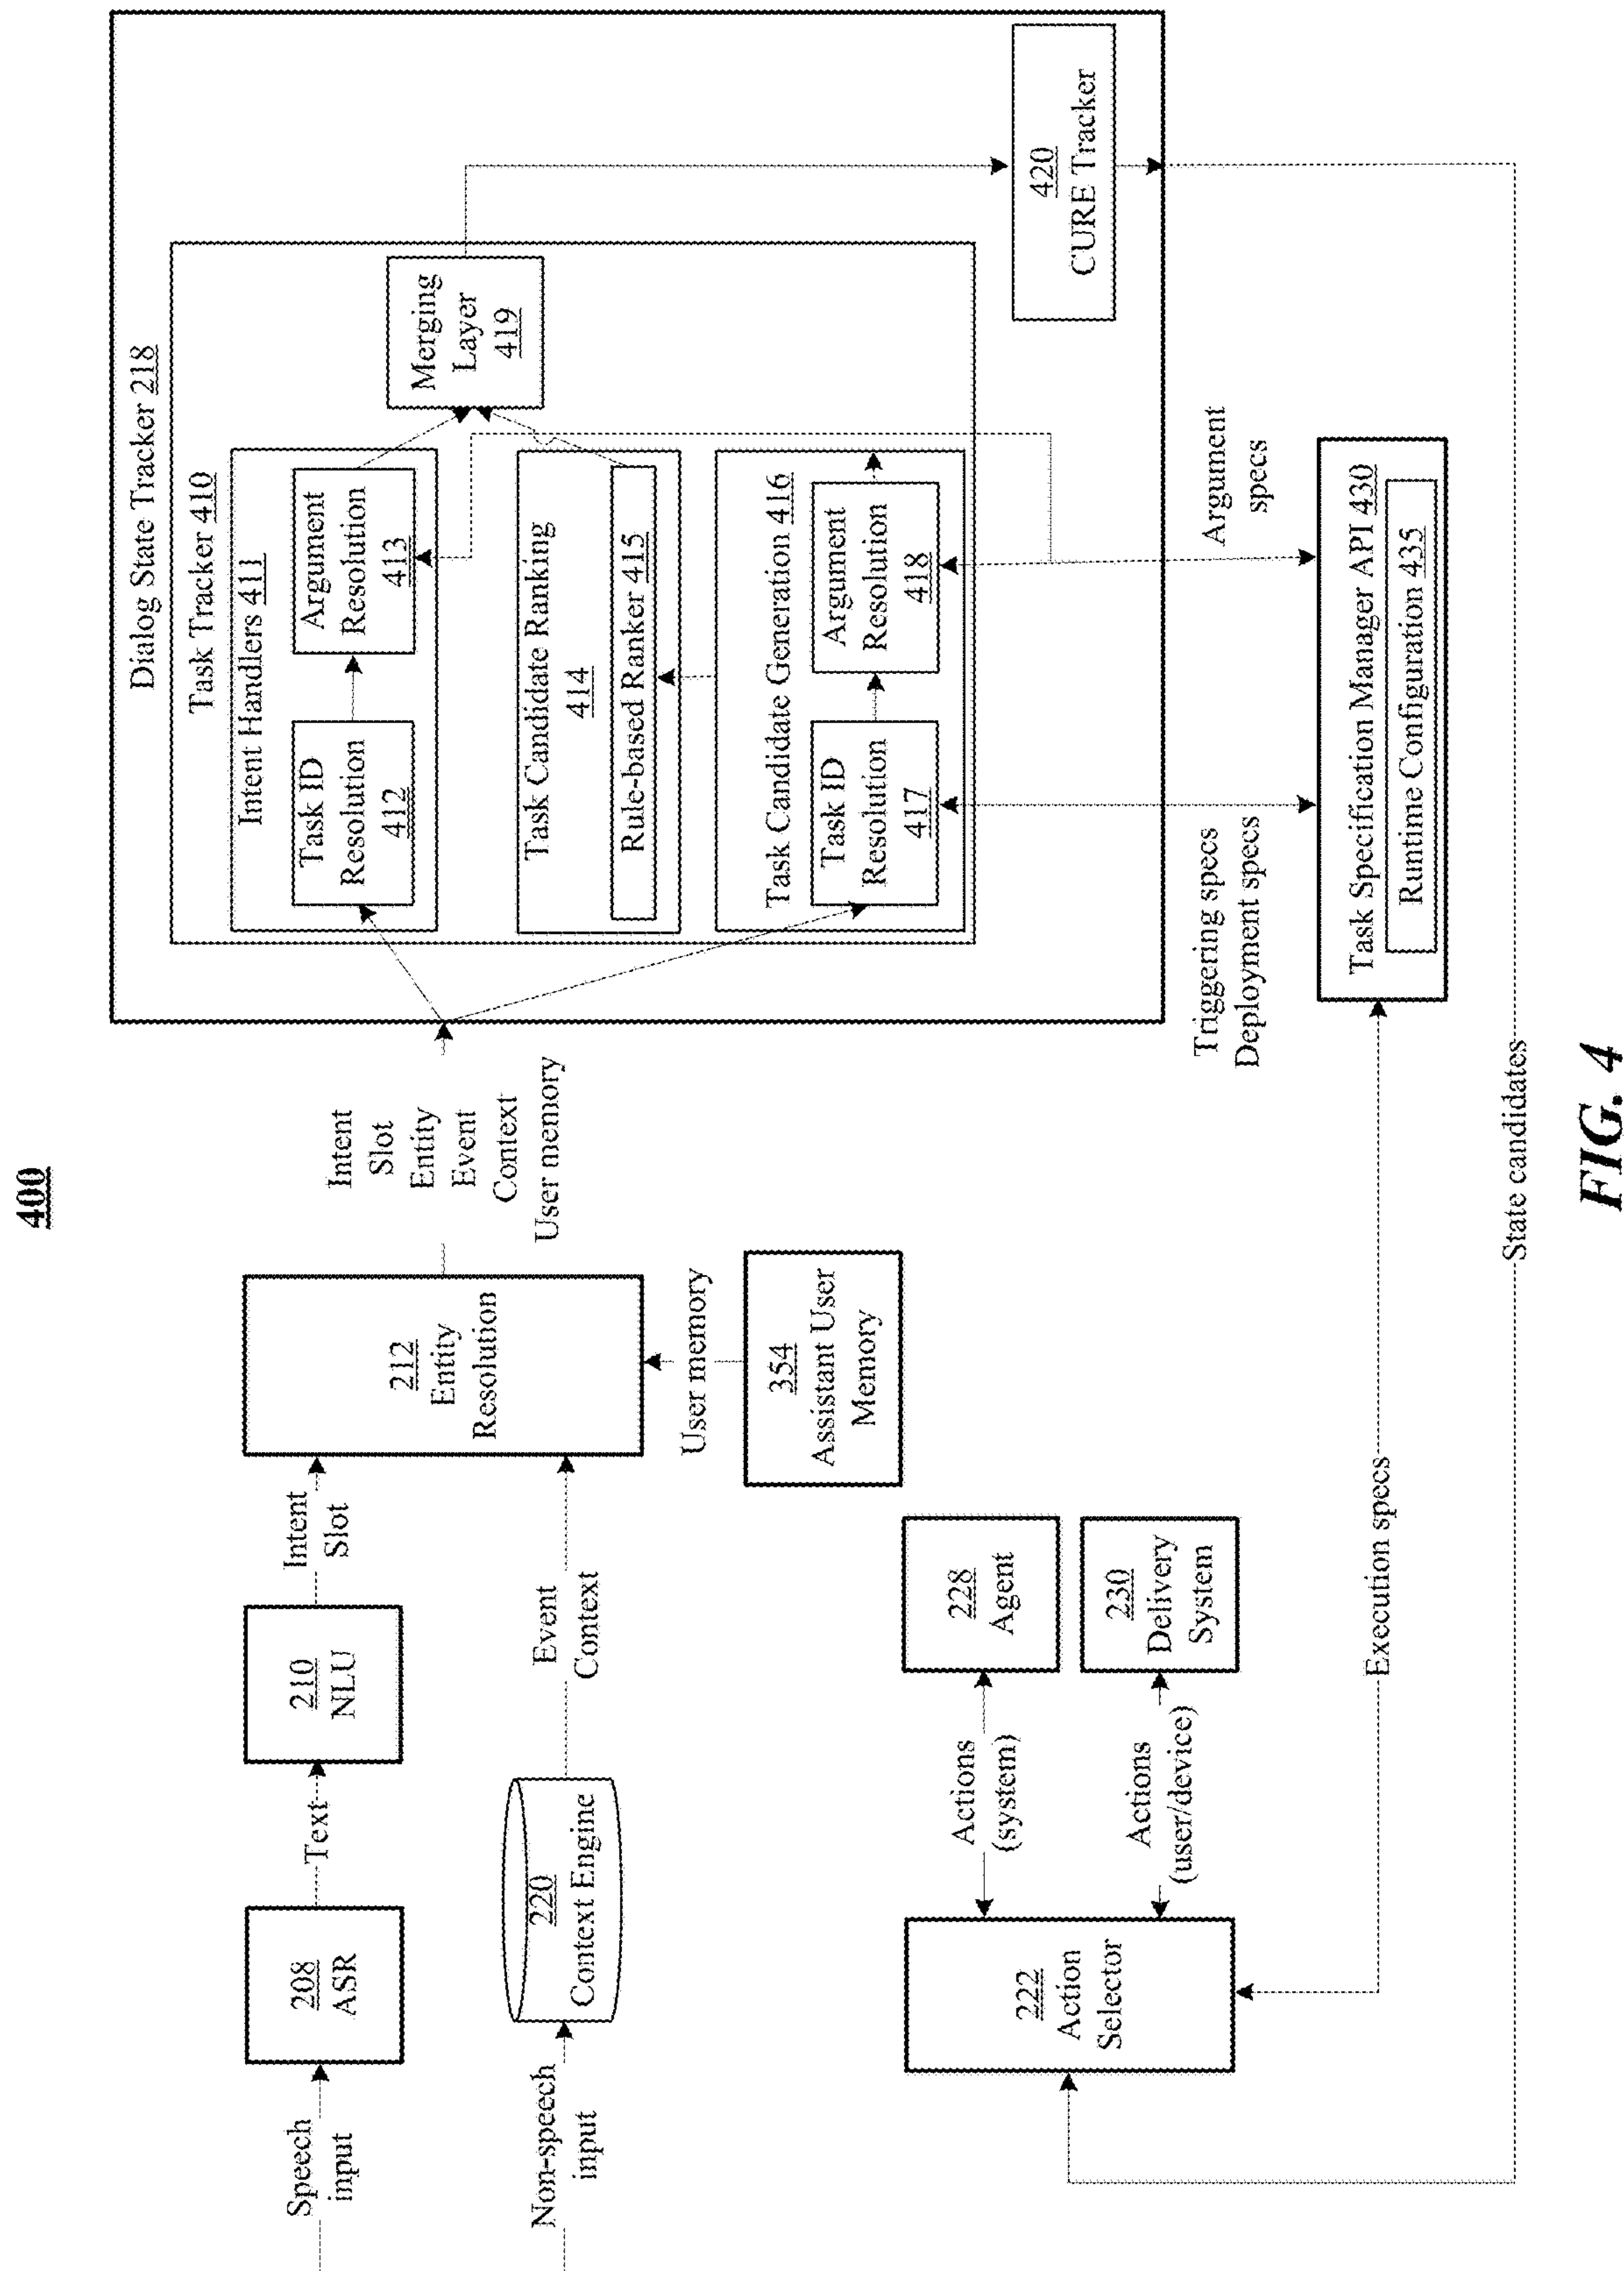 400
Speech
input
208
ASR
Text
210
NLU
Intent
Slot
Non-speech
input
220
Context Engine
Event
Context
212
Entity
Resolution
User memory
354
Assistant User
Memory
Intent
Slot
Entity
Event
Context
User memory
Dialog State Tracker 218
Task Tracker 410
Intent Handlers 411
Task ID
Resolution
412
Argument
Resolution
413
Task Candidate Ranking
414
Rule-based Ranker 415
Task Candidate Generation 416
Task ID
Resolution
417
Argument
Resolution
418
Merging
Layer
419
420
CURE Tracker
Triggering specs
Deployment specs
Argument
specs
Task Specification Manager API 430
Runtime Configuration 435
222
Action
Selector
Actions
(system)
228
Agent
Actions
(user/device)
230
Delivery
System
Execution specs
State candidates
FIG. 4